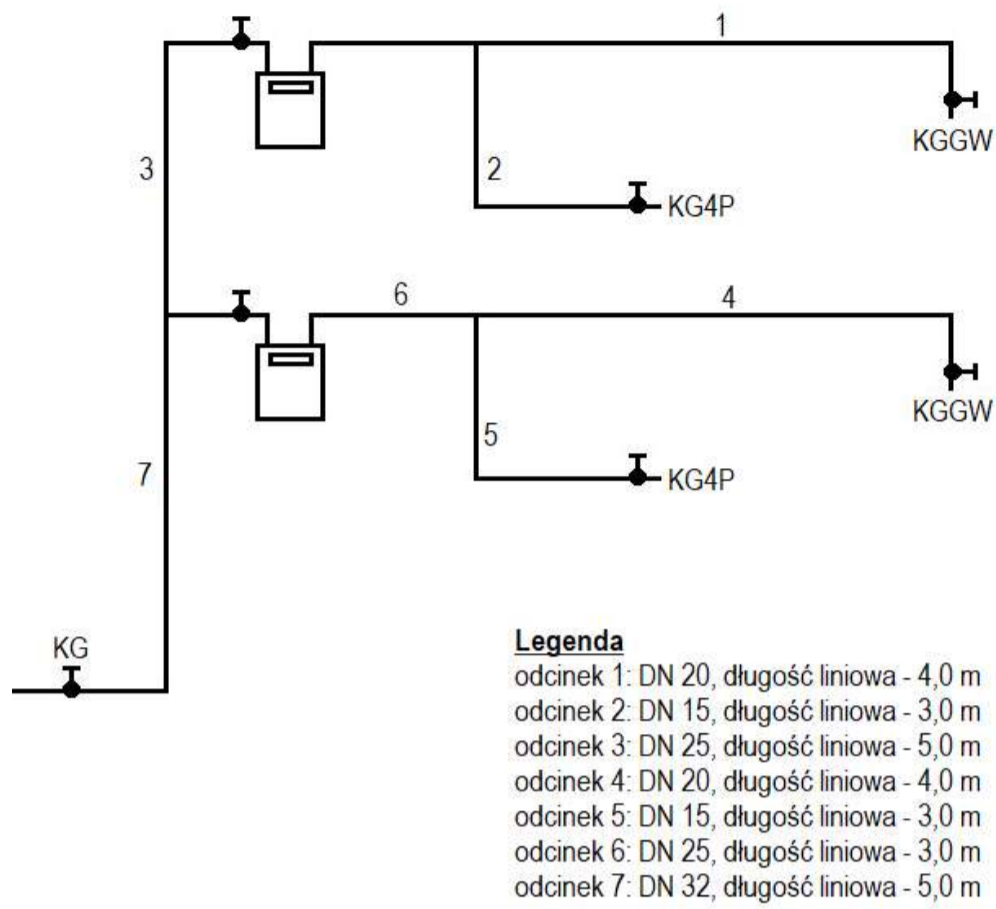 1
KGGW
3
2
KG4P
6
4
KGGW
5
KG4P
7
KG
Legenda
odcinek 1: DN 20, długość liniowa - 4,0 m
odcinek 2: DN 15, długość liniowa - 3,0 m
odcinek 3: DN 25, długość liniowa - 5,0 m
odcinek 4: DN 20, długość liniowa - 4,0 m
odcinek 5: DN 15, długość liniowa - 3,0 m
odcinek 6: DN 25, długość liniowa - 3,0 m
odcinek 7: DN 32, długość liniowa - 5,0 m